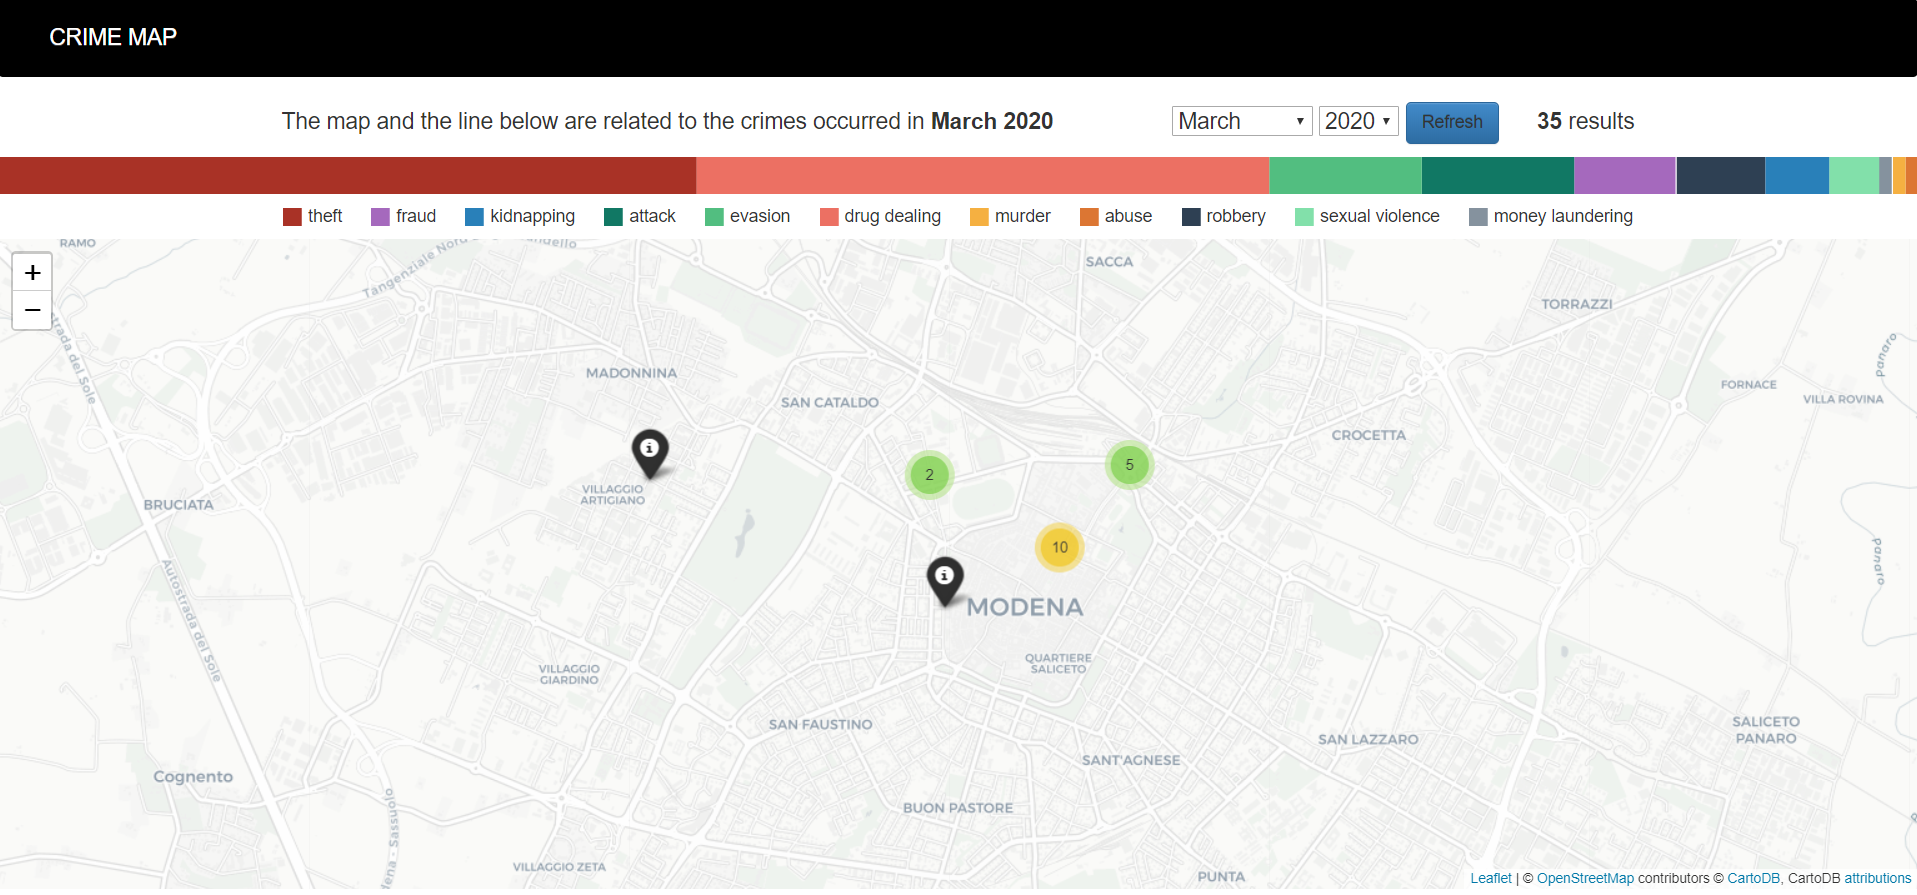 CRIME MAP
The map and the line below are related to the crimes occurred in March 2020
March
2020
Refresh
35 results
theft
fraud
kidnapping
attack
evasion
drug dealing
murder
abuse
robbery
sexual violence
money laundering
+
−
RAMO
SACCA
TORRAZZI
Autostrada del Sole
Panaro
MADONNINA
FORNACE
VILLA ROVINA
SAN CATALDO
CROCETTA
2
5
VILLAGGIO
ARTIGIANO
BRUCIATA
10
Panaro
Autostrada del Sole
MODENA
QUARTIERE
SALICETO
VILLAGGIO
GIARDINO
SAN FAUSTINO
SALICETO
PANARO
SAN LAZZARO
SANT'AGNESE
Cognento
BUON PASTORE
VILLAGGIO ZETA
PUNTA
Leaflet | © OpenStreetMap contributors © CartoDB, CartoDB attributions